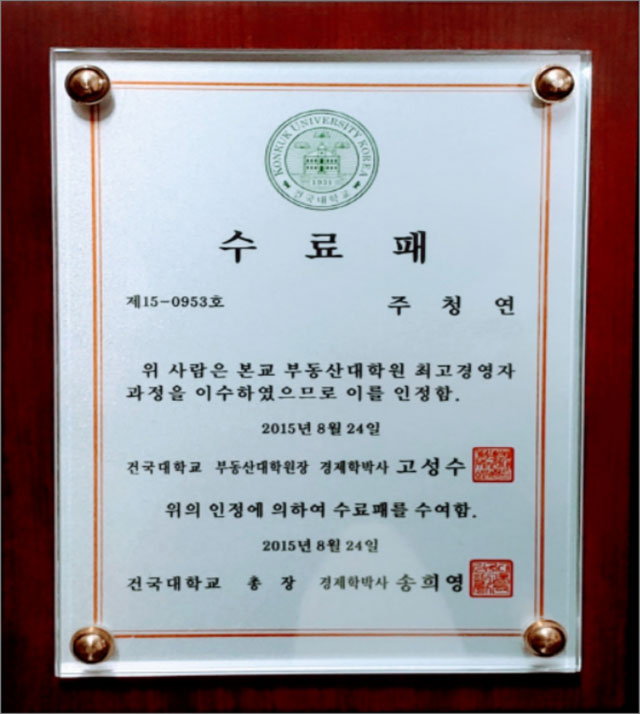 KONKUK UNIVERSITY KOREA
1931
건국대학교
수 료 패
제15-0953호 주 청 연
위 사람은 본교 부동산대학원 최고경영자
과정을 이수하였으므로 이를 인정함.
2015년 8월 24일
건국대학교 부동산대학원장 경제학박사 고성수
위의 인정에 의하여 수료패를 수여함.
2015년 8월 24일
건국대학교 총 장 경제학박사 송희영